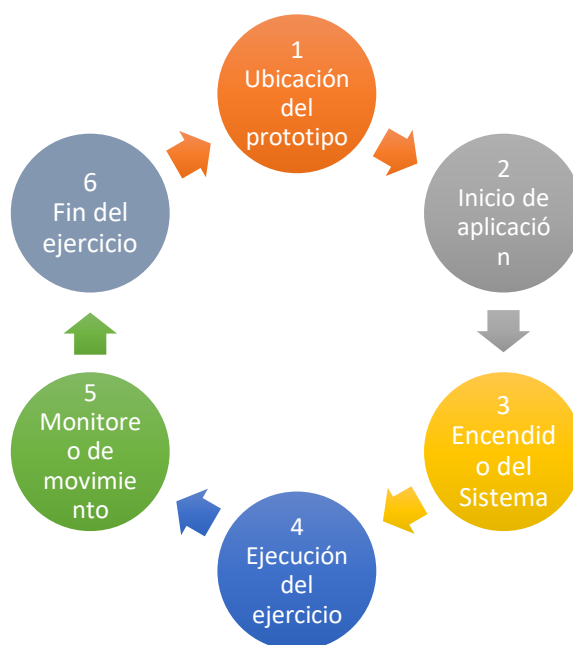 1
Ubicación
del
prototipo
2
Inicio de
aplicació
n
3
Encendid
o del
Sistema
4
Ejecución
del
ejercicio
5
Monitore
o de
movimie
nto
6
Fin del
ejercicio